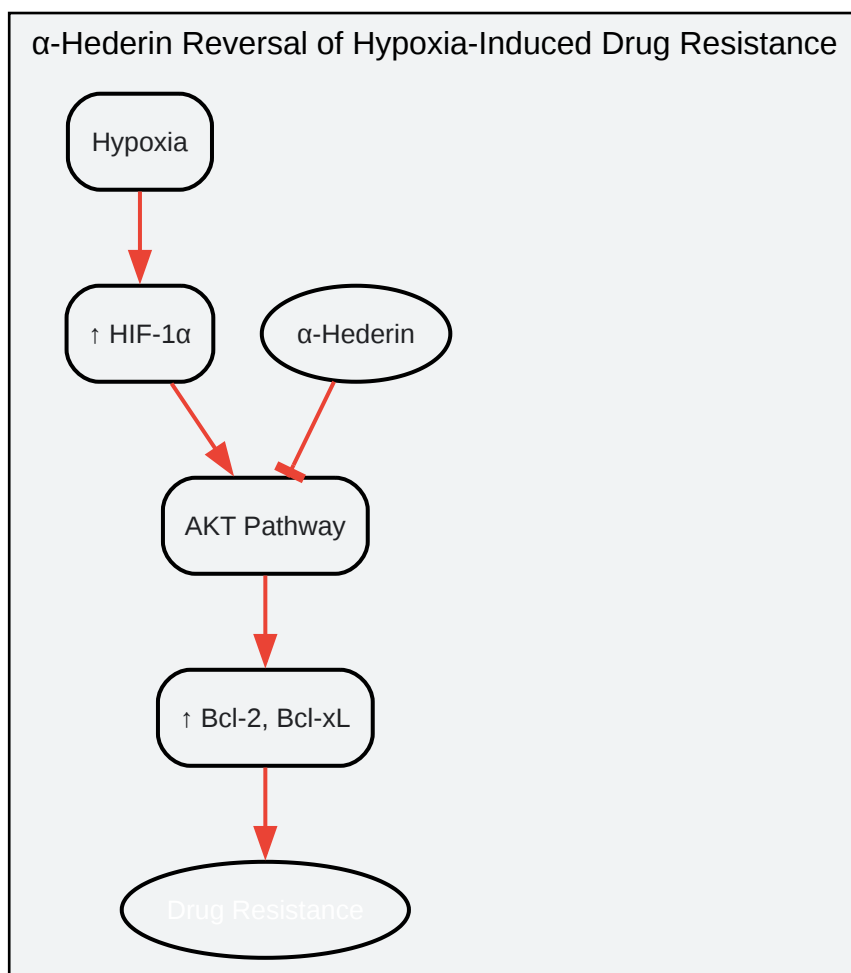 α-Hederin Reversal of Hypoxia-Induced Drug Resistance
Hypoxia
↑ HIF-1α
α-Hederin
AKT Pathway
↑ Bcl-2, Bcl-xL
Drug Resistance